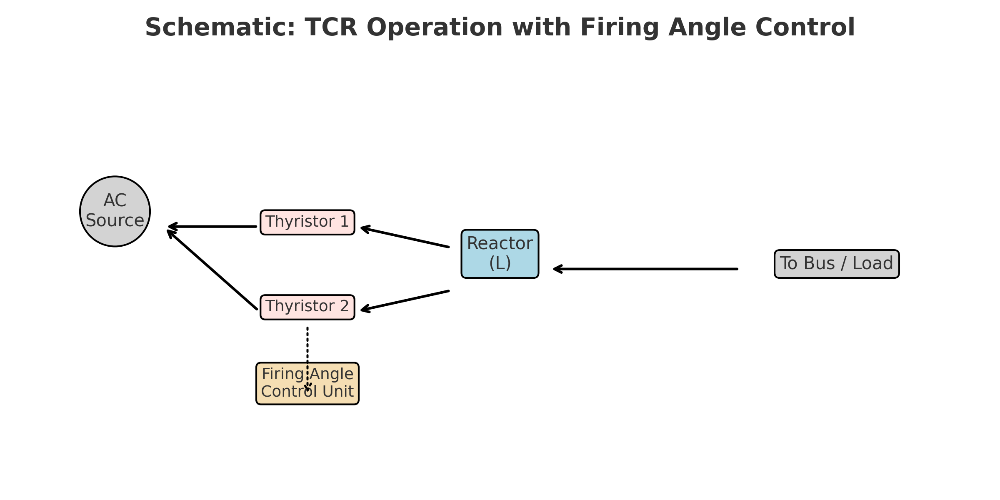 Schematic: TCR Operation with Firing Angle Control
AC
Source
Thyristor 1
Reactor
(L)
To Bus / Load
Thyristor 2
Firing Angle
Control Unit